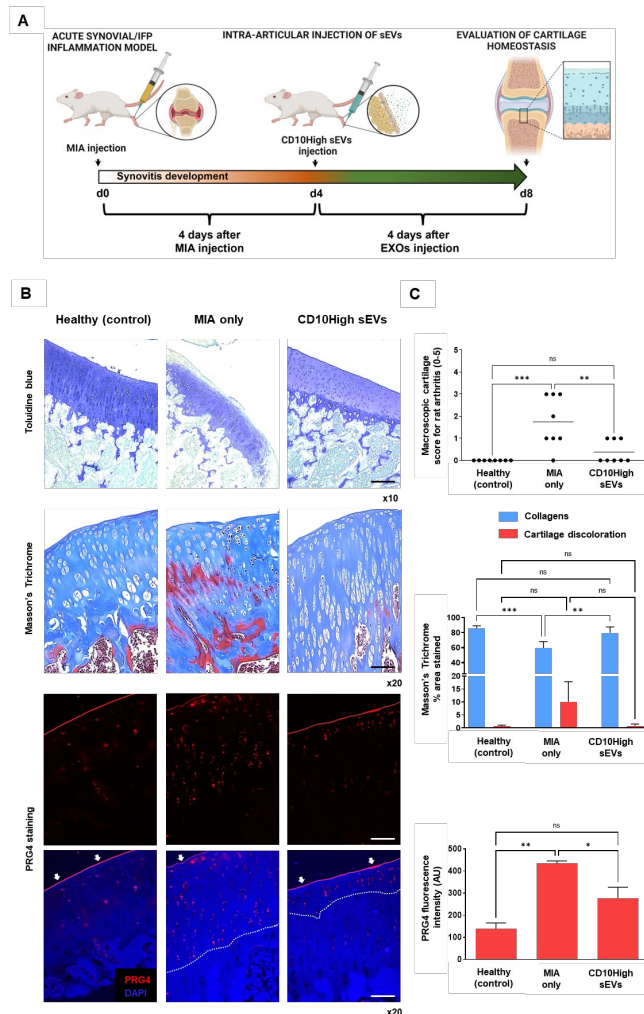 A
ACUTE SYNOVIAL/IFP
INFLAMMATION MODEL
INTRA-ARTICULAR INJECTION OF sEVs
EVALUATION OF CARTILAGE
HOMEOSTASIS
MIA injection
CD10High sEVs
injection
Synovitis development
d0
d4
d8
4 days after
MIA injection
4 days after
EXOs injection
B
Healthy (control)
MIA only
CD10High sEVs
Toluidine blue
x10
Masson's Trichrome
x20
PRG4 staining
PRG4
DAPI
x20
C
Macroscopic cartilage
score for rat arthritis (0-5)
5
4
3
2
1
0
ns
***
**
Healthy
(control)
MIA
only
CD10High
sEVs
Collagens
Cartilage discoloration
Masson's Trichrome
% area stained
100
80
60
40
20
20
15
10
5
0
ns
ns
ns
ns
***
**
Healthy
(control)
MIA
only
CD10High
sEVs
PRG4 fluorescence
intensity (AU)
500
400
300
200
100
0
ns
**
*
Healthy
(control)
MIA
only
CD10High
sEVs